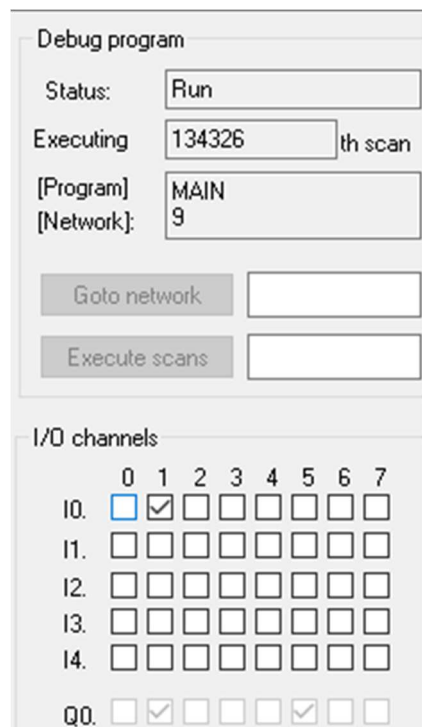 Debug program
Status: Run
Executing 134326 th scan
[Program] MAIN
[Network]: 9
Goto network
Execute scans
I/O channels
0 1 2 3 4 5 6 7
I0.
I1.
I2.
I3.
I4.
Q0.